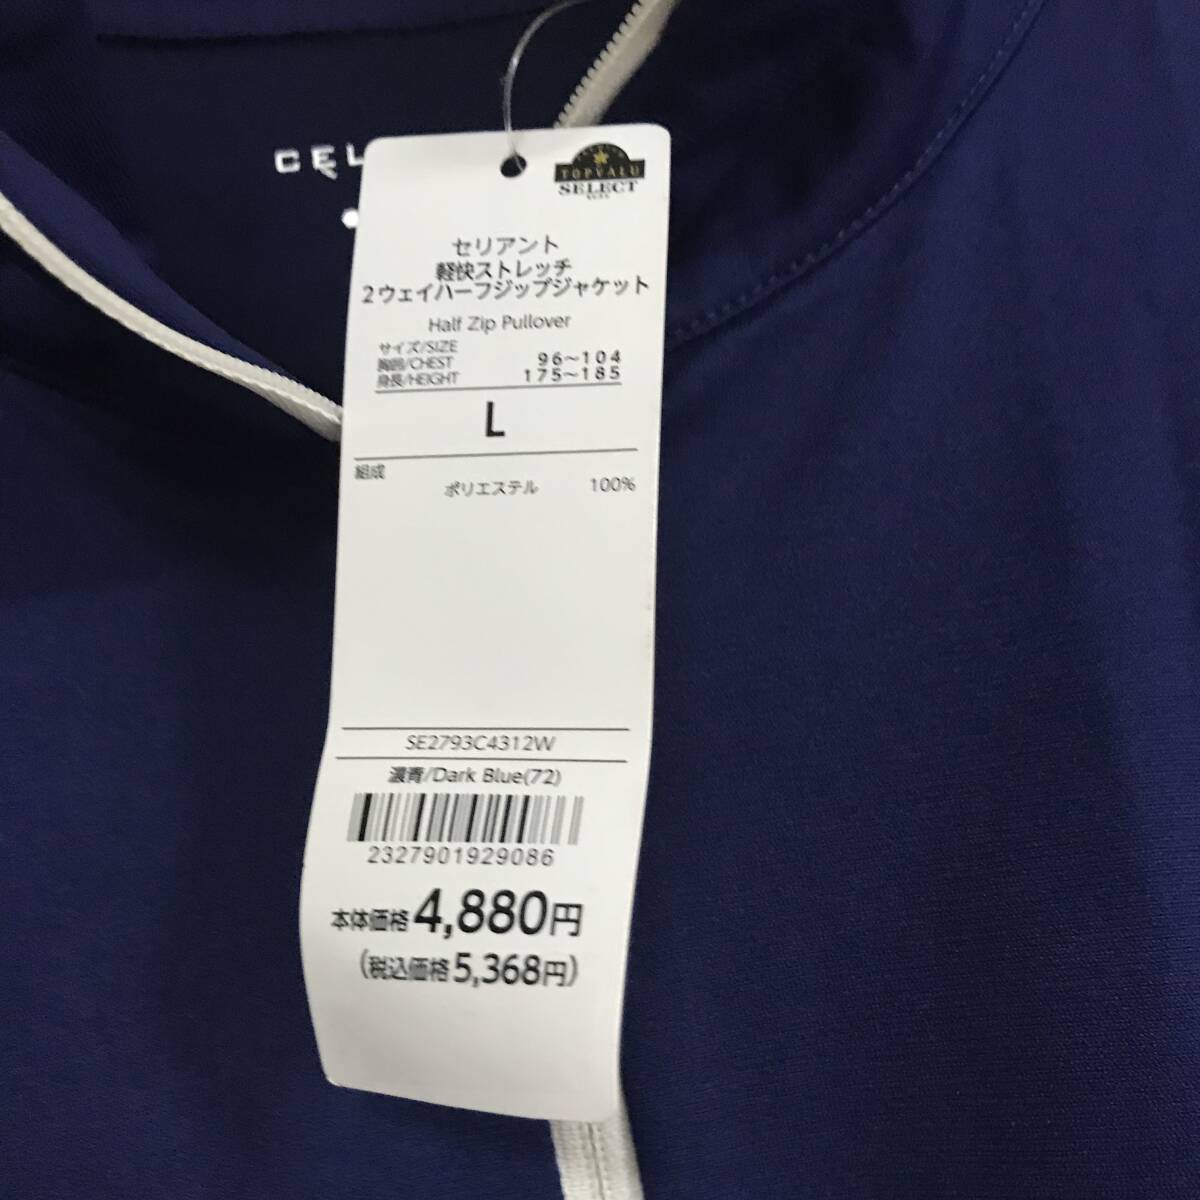 CEL
TOPVALU
SELECT
セリアント
軽快ストレッチ
2ウェイハーフジップジャケット
Half Zip Pullover
サイズ/SIZE
胸囲/CHEST 96～104
身長/HEIGHT 175～185
L
組成
ポリエステル 100%
SE2793C4312W
濃青/Dark Blue(72)
2327901929086
本体価格4,880円
(税込価格5,368円)